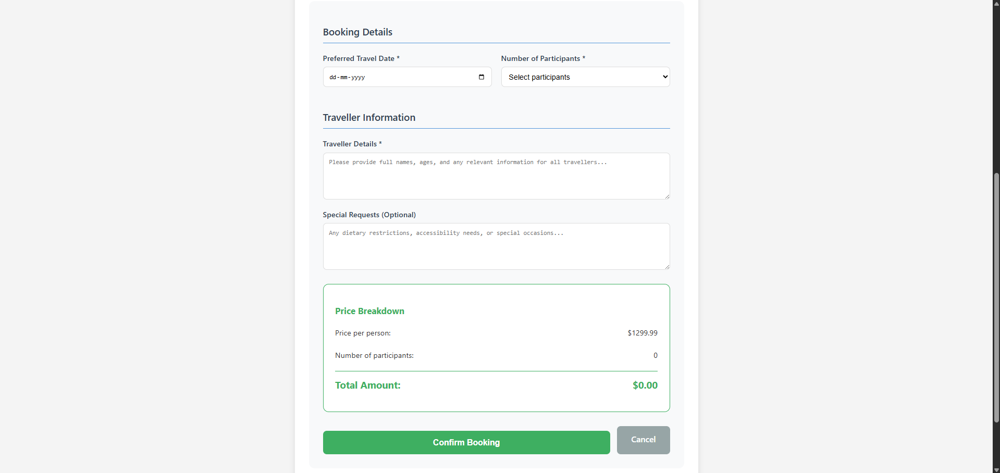 Booking Details
Preferred Travel Date *
Number of Participants *
dd-mm-yyyy
Select participants
Traveller Information
Traveller Details *
Please provide full names, ages, and any relevant information for all travellers...
Special Requests (Optional)
Any dietary restrictions, accessibility needs, or special occasions...
Price Breakdown
Price per person: $1299.99
Number of participants: 0
Total Amount: $0.00
Confirm Booking
Cancel